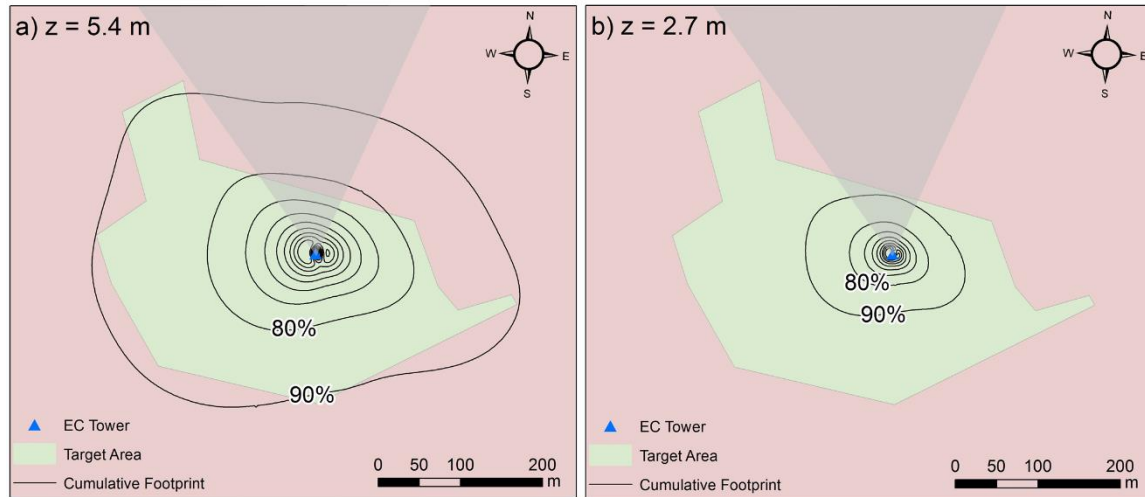 a) z = 5.4 m
N
W E
S
80%
90%
EC Tower
Target Area
Cumulative Footprint
0 50 100 200
m
b) z = 2.7 m
N
W E
S
80%
90%
EC Tower
Target Area
Cumulative Footprint
0 50 100 200
m